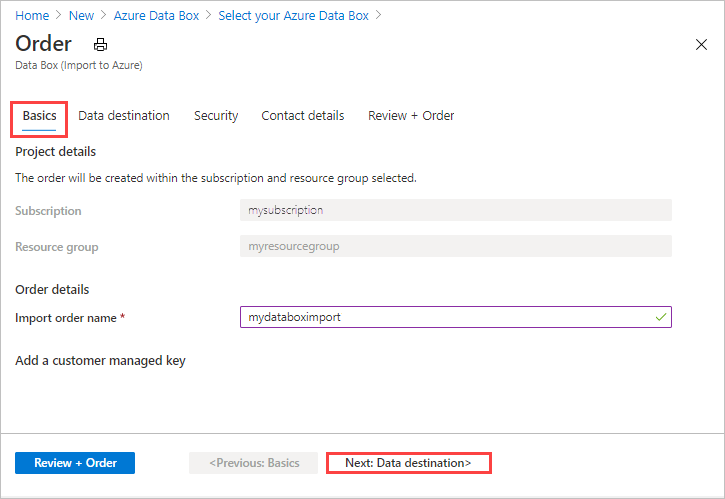 Home > New > Azure Data Box > Select your Azure Data Box >
Order
Data Box (Import to Azure)
Basics Data destination Security Contact details Review + Order
Project details
The order will be created within the subscription and resource group selected.
Subscription mysubscription
Resource group myresourcegroup
Order details
Import order name * mydataboximport
Add a customer managed key
Review + Order <Previous: Basics Next: Data destination>